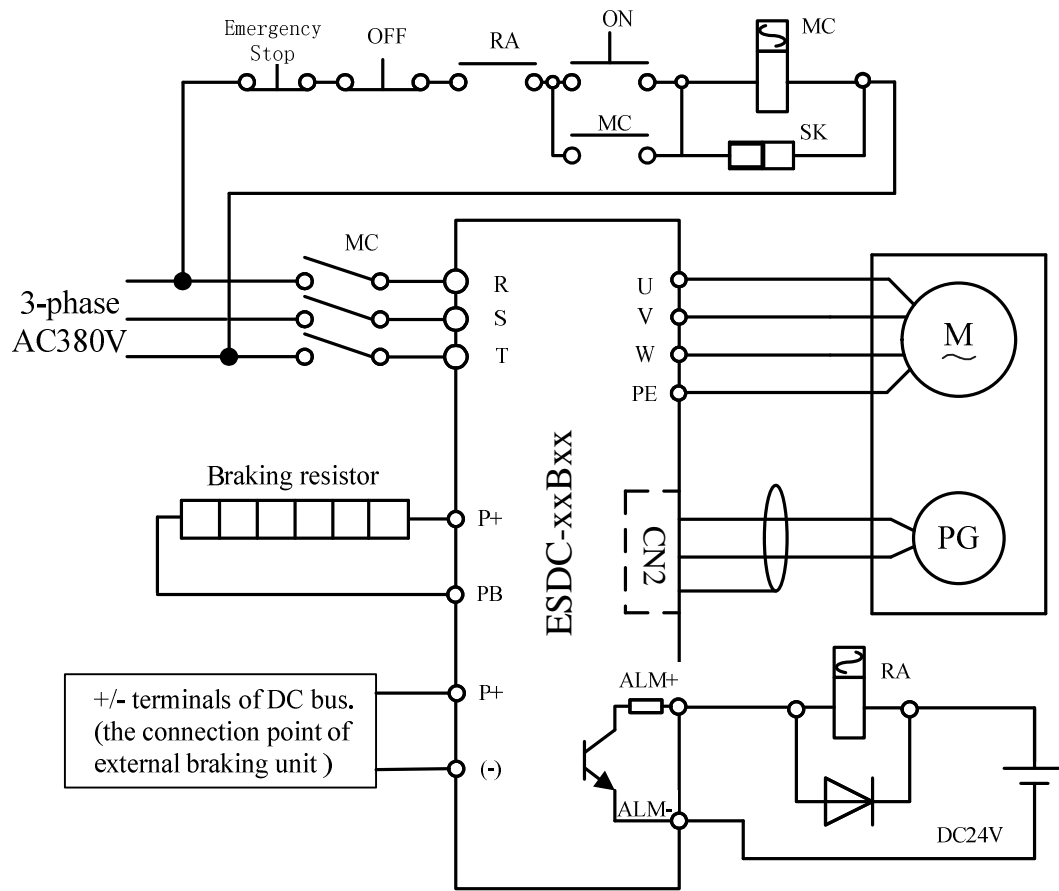 Emergency
Stop
OFF
RA
ON
MC
MC
SK
MC
3-phase
AC380V
R
S
T
U
V
W
PE
M
Braking resistor
P+
PB
ESDC-xxBxx
CN2
PG
+/- terminals of DC bus.
(the connection point of
external braking unit )
P+
(-)
ALM+
ALM-
RA
DC24V